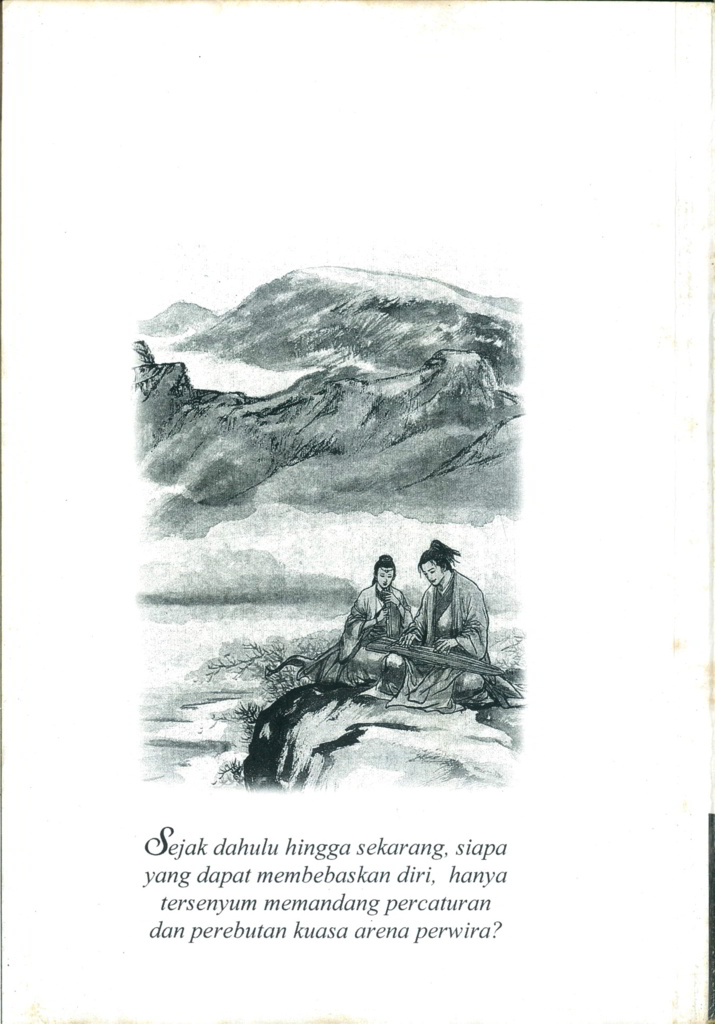 Sejak dahulu hingga sekarang, siapa
yang dapat membebaskan diri, hanya
tersenyum memandang percaturan
dan perebutan kuasa arena perwira?